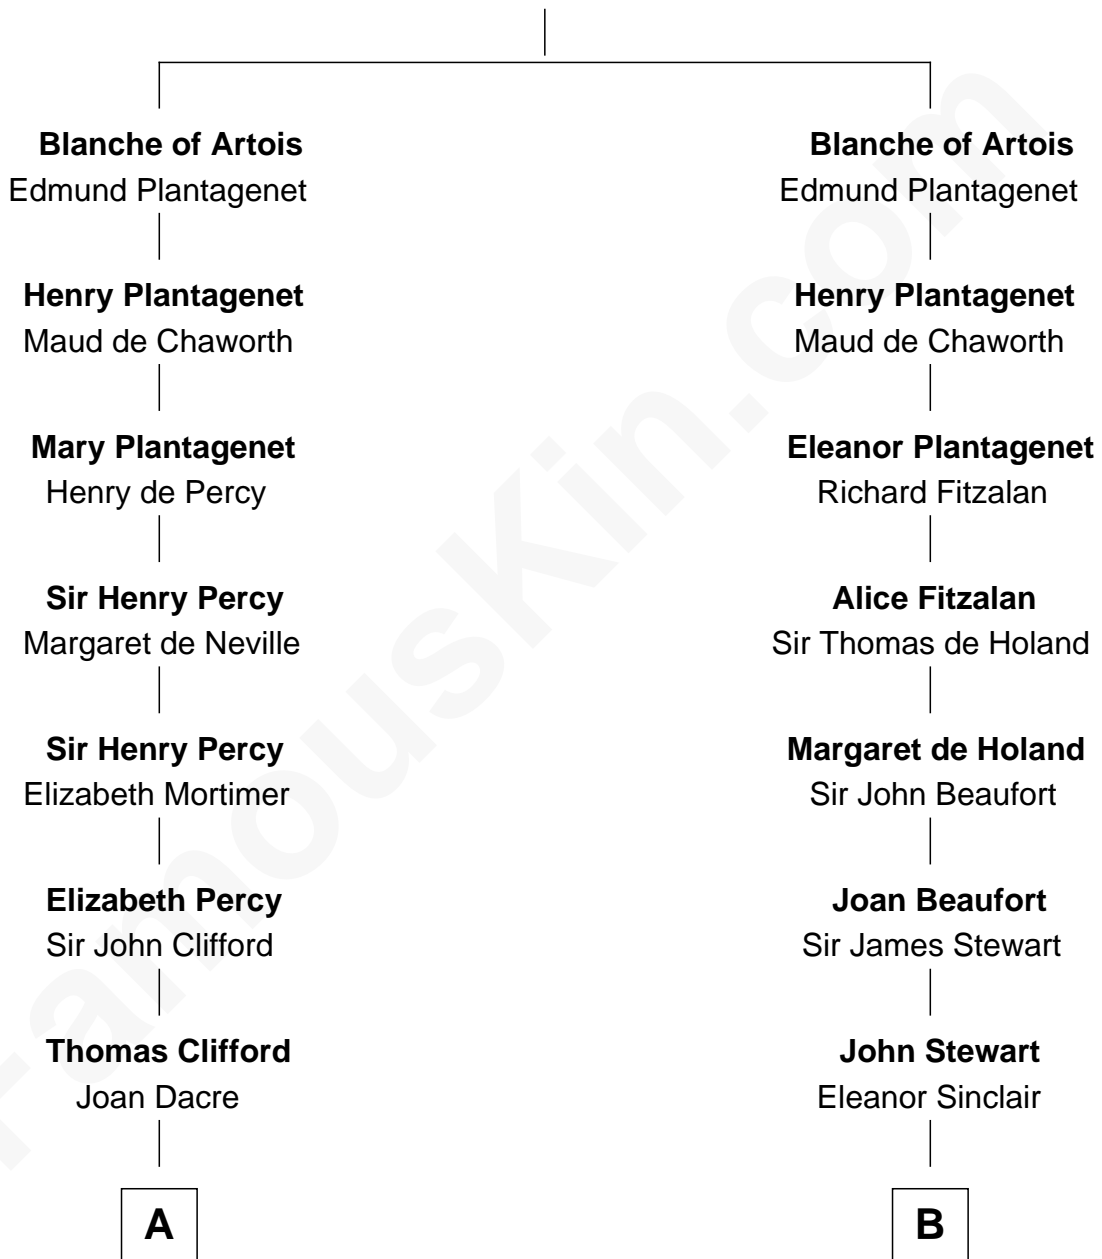 Blanche of Artois
Edmund Plantagenet
Henry Plantagenet
Maud de Chaworth
Mary Plantagenet
Henry de Percy
Sir Henry Percy
Margaret de Neville
Sir Henry Percy
Elizabeth Mortimer
Elizabeth Percy
Sir John Clifford
Thomas Clifford
Joan Dacre
A
Blanche of Artois
Edmund Plantagenet
Henry Plantagenet
Maud de Chaworth
Eleanor Plantagenet
Richard Fitzalan
Alice Fitzalan
Sir Thomas de Holand
Margaret de Holand
Sir John Beaufort
Joan Beaufort
Sir James Stewart
John Stewart
Eleanor Sinclair
B
FamousKin.com